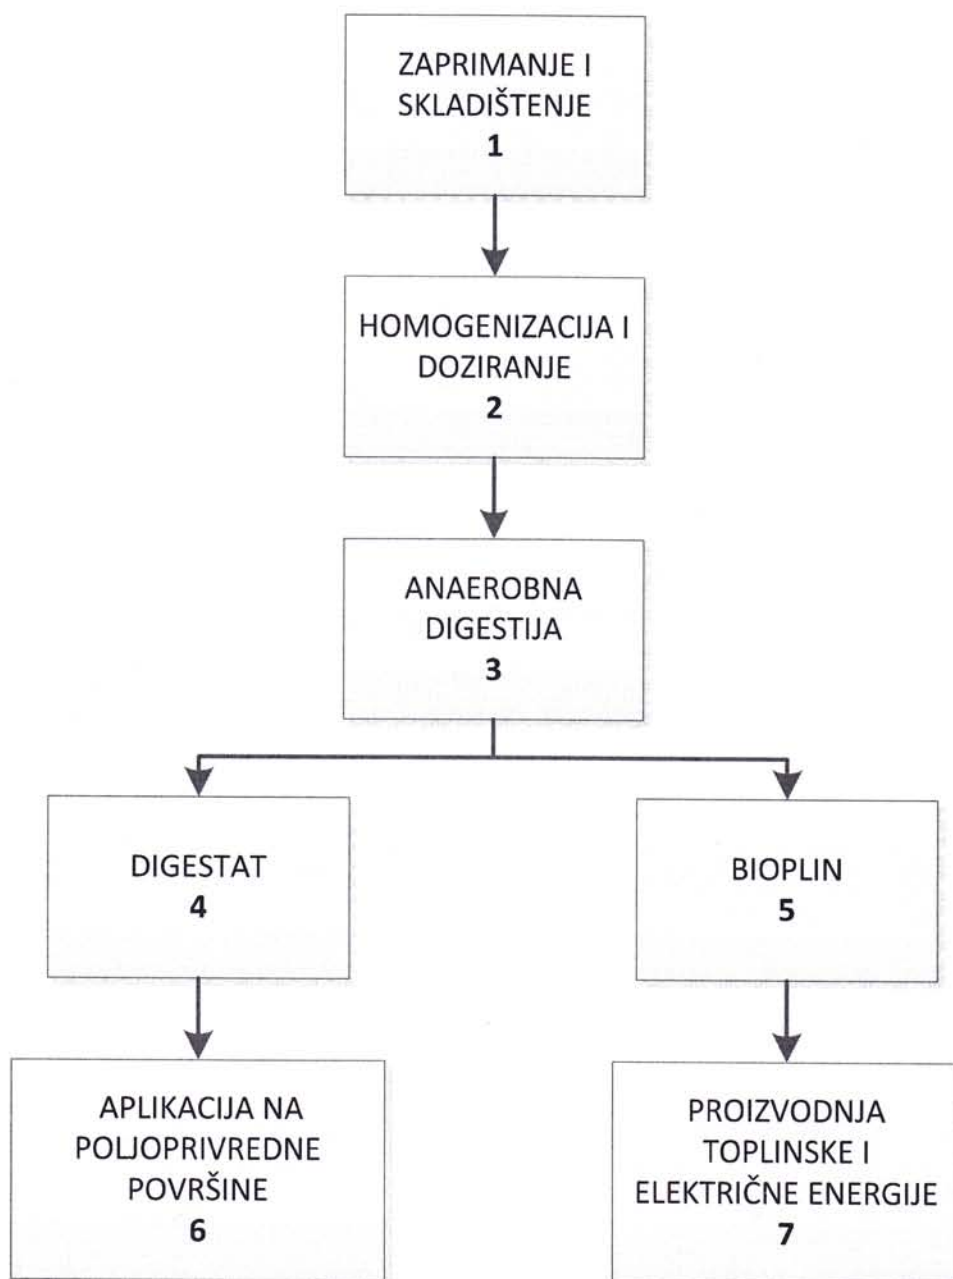 ZAPRIMANJE I
SKLADIŠTENJE
1
HOMOGENIZACIJA I
DOZIRANJE
2
ANAEROBNA
DIGESTIJA
3
DIGESTAT
4
BIOPLIN
5
APLIKACIJA NA
POLJOPRIVREDNE
POVRŠINE
6
PROIZVODNJA
TOPLINSKE I
ELEKTRIČNE ENERGIJE
7